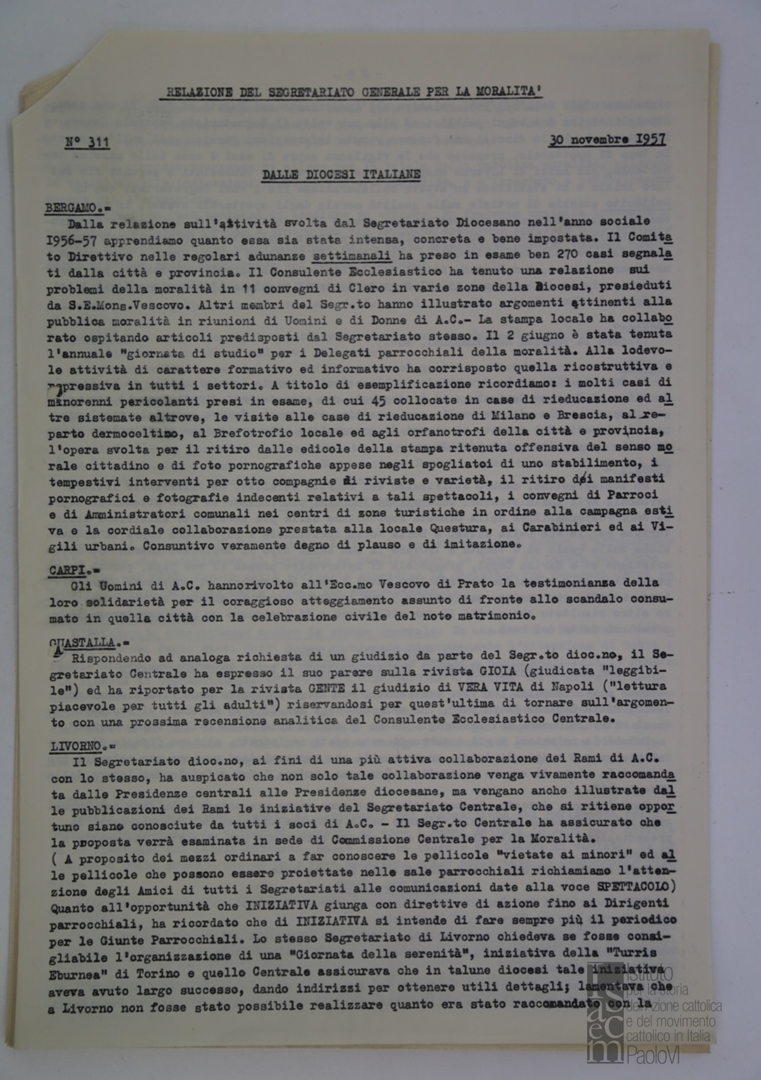 RELAZIONE DEL SEGRETARIATO GENERALE PER LA MORALITA'
N° 311
30 novembre 1957
DALLE DIOCESI ITALIANE
BERGAMO.=
Dalla relazione sull'attività svolta dal Segretariato Diocesano nell'anno sociale
1956-57 apprendiamo quanto essa sia stata intensa, concreta e bene impostata. Il Comita
to Direttivo nelle regolari adunanze settimanali ha preso in esame ben 270 casi segnala
ti dalla città e provincia. Il Consulente Ecclesiastico ha tenuto una relazione sui
problemi della moralità in 11 convegni di Clero in varie zone della Diocesi, presieduti
da S.E.Mons.Vescovo. Altri membri del Segr.to hanno illustrato argomenti attinenti alla
pubblica moralità in riunioni di Uomini e di Donne di A.C.- La stampa locale ha collabo
rato ospitando articoli predisposti dal Segretariato stesso. Il 2 giugno è stata tenuta
l'annuale "giornata di studio" per i Delegati parrocchiali della moralità. Alla lodevo-
le attività di carattere formativo ed informativo ha corrisposto quella ricostruttiva e
repressiva in tutti i settori. A titolo di esemplificazione ricordiamo: i molti casi di
minorenni pericolanti presi in esame, di cui 45 collocate in case di rieducazione ed al
tre sistemate altrove, le visite alle case di rieducazione di Milano e Brescia, al re-
parto dermoceltico, al Brefotrofio locale ed agli orfanotrofi della città e provincia,
l'opera svolta per il ritiro dalle edicole della stampa ritenuta offensiva del senso mo
rale cittadino e di foto pornografiche appese negli spogliatoi di uno stabilimento, i
tempestivi interventi per otto compagnie di riviste e varietà, il ritiro dei manifesti
pornografici e fotografie indecenti relativi a tali spettacoli, i convegni di Parroci
e di Amministratori comunali nei centri di zone turistiche in ordine alla campagna esti
va e la cordiale collaborazione prestata alla locale Questura, ai Carabinieri ed ai Vi-
gili urbani. Consuntivo veramente degno di plauso e di imitazione.
CARPI.=
Gli Uomini di A.C. hannorivolto all'Ecc.mo Vescovo di Prato la testimonianza della
loro solidarietà per il coraggioso atteggiamento assunto di fronte allo scandalo consu-
mato in quella città con la celebrazione civile del noto matrimonio.
GUASTALLA.=
Rispondendo ad analoga richiesta di un giudizio da parte del Segr.to dioc.no, il Se-
gretariato Centrale ha espresso il suo parere sulla rivista GIOIA (giudicata "leggibi-
le") ed ha riportato per la rivista GENTE il giudizio di VERA VITA di Napoli ("lettura
piacevole per tutti gli adulti") riservandosi per quest'ultima di tornare sull'argomen-
to con una prossima recensione analitica del Consulente Ecclesiastico Centrale.
LIVORNO.=
Il Segretariato dioc.no, ai fini di una più attiva collaborazione dei Rami di A.C.
con lo stesso, ha auspicato che non solo tale collaborazione venga vivamente raccomanda
ta dalle Presidenze centrali alle Presidenze diocesane, ma vengano anche illustrate dal
le pubblicazioni dei Rami le iniziative del Segretariato Centrale, che si ritiene oppor
tuno siano conosciute da tutti i soci di A.C. - Il Segr.to Centrale ha assicurato che
la proposta verrà esaminata in sede di Commissione Centrale per la Moralità.
( A proposito dei mezzi ordinari a far conoscere le pellicole "vietate ai minori" ed al
le pellicole che possono essere proiettate nelle sale parrocchiali richiamiamo l'atten-
zione degli Amici di tutti i Segretariati alle comunicazioni date alla voce SPETTACOLO)
Quanto all'opportunità che INIZIATIVA giunga con direttive di azione fino ai Dirigenti
parrocchiali, ha ricordato che di INIZIATIVA si intende di fare sempre più il periodico
per le Giunte Parrocchiali. Lo stesso Segretariato di Livorno chiedeva se fosse consi-
gliabile l'organizzazione di una "Giornata della serenità", iniziativa della "Turris
Eburnea" di Torino e quello Centrale assicurava che in talune diocesi tale iniziativa
aveva avuto largo successo, dando indirizzi per ottenere utili dettagli; lamentava che
a Livorno non fosse stato possibile realizzare quanto era stato raccomandato con la
Istituto
per la storia
dell'Azione cattolica
e del movimento
cattolico in Italia
PaoloVI